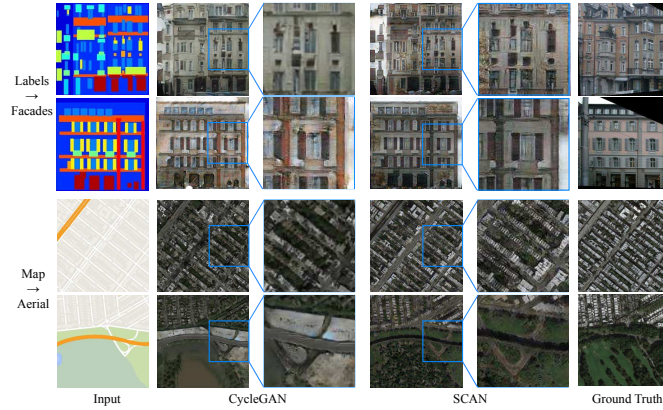 Labels
→
Facades
Map
→
Aerial
Input
CycleGAN
SCAN
Ground Truth